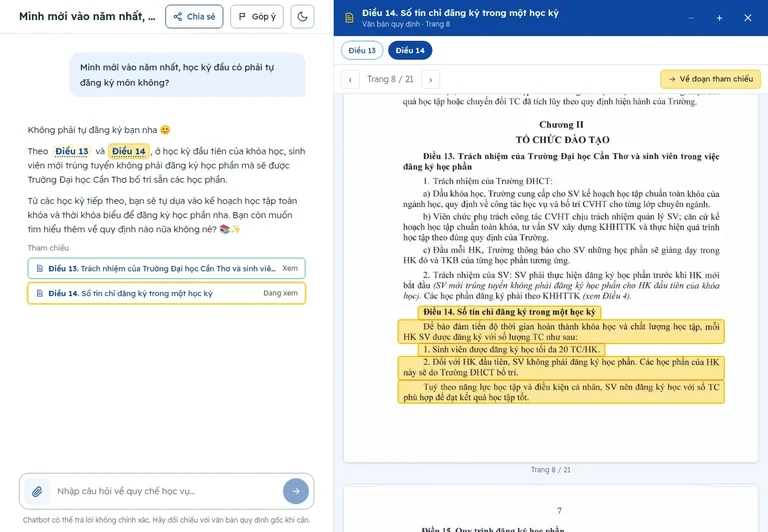 Mình mới vào năm nhất, ...
Chia sẻ
Góp ý
Mình mới vào năm nhất, học kỳ đầu có phải tự
đăng ký môn không?
Không phải tự đăng ký bạn nha 😊
Theo Điều 13 và Điều 14, ở học kỳ đầu tiên của khóa học, sinh
viên mới trúng tuyển không phải đăng ký học phần mà sẽ được
Trường Đại học Cần Thơ bố trí sẵn các học phần.
Từ các học kỳ tiếp theo, bạn sẽ tự dựa vào kế hoạch học tập toàn
khóa và thời khóa biểu để đăng ký học phần nha. Bạn còn muốn
tìm hiểu thêm về quy định nào nữa không nè? 📚✨
Tham chiếu
Điều 13. Trách nhiệm của Trường Đại học Cần Thơ và sinh viê... Xem
Điều 14. Số tín chỉ đăng ký trong một học kỳ Đang xem
Nhập câu hỏi về quy chế học vụ...
Chatbot có thể trả lời không chính xác. Hãy đối chiếu với văn bản quy định gốc khi cần.
Điều 14. Số tín chỉ đăng ký trong một học kỳ
Văn bản quy định · Trang 8
Điều 13
Điều 14
Trang 8 / 21
→ Về đoạn tham chiếu
quả học tập hoặc chuyển đổi TC đã tích lũy theo quy định hiện hành của Trường.
Chương II
TỔ CHỨC ĐÀO TẠO
Điều 13. Trách nhiệm của Trường Đại học Cần Thơ và sinh viên trong việc
đăng ký học phần
1. Trách nhiệm của Trường ĐHCT:
a) Đầu khóa học, Trường cung cấp cho SV kế hoạch học tập chuẩn toàn khóa của
ngành học, quy định về công tác học vụ và bố trí CVHT cho từng lớp chuyên ngành.
b) Viên chức phụ trách công tác CVHT chịu trách nhiệm quản lý SV; căn cứ kế
hoạch học tập chuẩn toàn khóa, tư vấn SV xây dựng KHHTTK và thực hiện quá trình
học tập theo đúng quy định của Trường.
c) Đầu mỗi HK, Trường thông báo cho SV những học phần sẽ giảng dạy trong
HK đó và TKB của từng học phần tương ứng.
2. Trách nhiệm của SV: SV phải thực hiện đăng ký học phần trước khi HK mới
bắt đầu (SV mới trúng tuyển không phải đăng ký học phần cho HK đầu tiên của khóa
học). Các học phần đăng ký phải theo KHHTTK (xem Điều 4).
Điều 14. Số tín chỉ đăng ký trong một học kỳ
Để bảo đảm tiến độ thời gian hoàn thành khóa học và chất lượng học tập, mỗi
HK SV được đăng ký với số lượng TC như sau:
1. Sinh viên được đăng ký học tối đa 20 TC/HK.
2. Đối với HK đầu tiên, SV không phải đăng ký học phần. Các học phần của HK
này sẽ do Trường ĐHCT bố trí.
Tuỳ theo năng lực học tập và điều kiện cá nhân, SV nên đăng ký học với số TC
phù hợp để đạt kết quả học tập tốt.
Trang 8 / 21
7
Điều 15. Quy trình đăng ký học phần